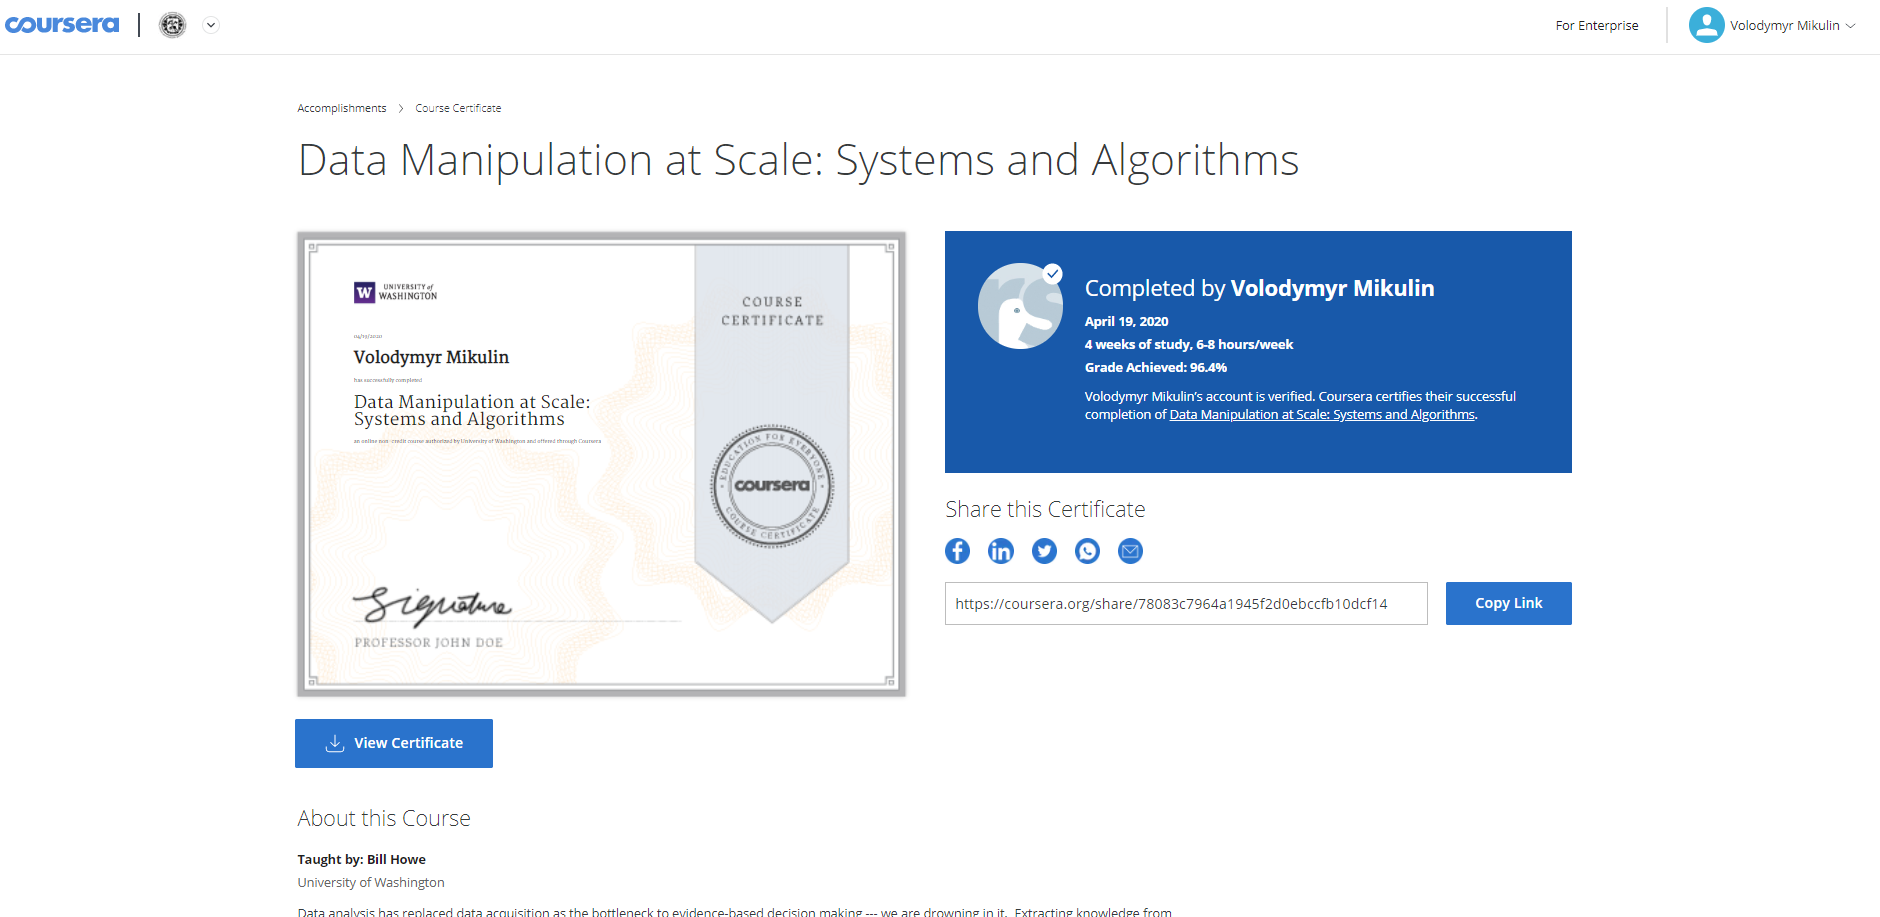 coursera
For Enterprise
Volodymyr Mikulin
Accomplishments
Course Certificate
Data Manipulation at Scale: Systems and Algorithms
W UNIVERSITY of
WASHINGTON
04/19/2020
Volodymyr Mikulin
has successfully completed
Data Manipulation at Scale:
Systems and Algorithms
an online non-credit course authorized by University of Washington and offered through Coursera
COURSE
CERTIFICATE
EDUCATION FOR EVERYONE
coursera
COURSE CERTIFICATE
Signature
PROFESSOR JOHN DOE
Completed by Volodymyr Mikulin
April 19, 2020
4 weeks of study, 6-8 hours/week
Grade Achieved: 96.4%
Volodymyr Mikulin's account is verified. Coursera certifies their successful
completion of Data Manipulation at Scale: Systems and Algorithms.
Share this Certificate
https://coursera.org/share/78083c7964a1945f2d0ebccfb10dcf14
Copy Link
View Certificate
About this Course
Taught by: Bill Howe
University of Washington
Data analysis has replaced data acquisition as the bottleneck to evidence-based decision making --- we are drowning in it. Extracting knowledge from